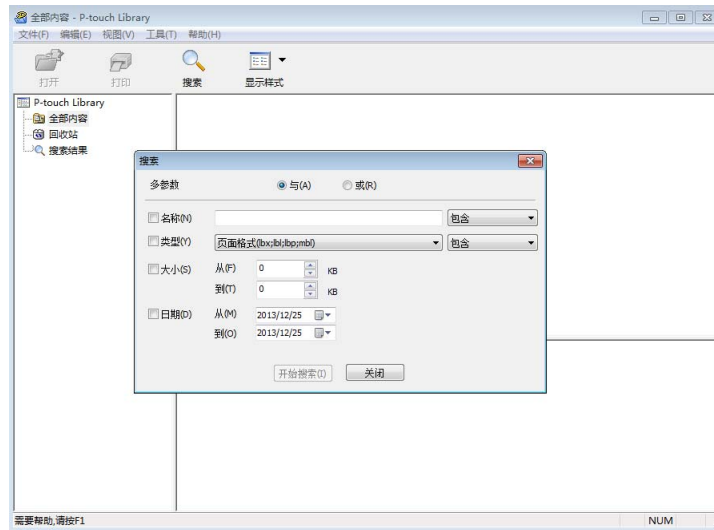 全部内容 - P-touch Library
文件(F) 编辑(E) 视图(V) 工具(T) 帮助(H)
打开 打印 搜索 显示样式
P-touch Library
全部内容
回收站
搜索结果
搜索
多参数 与(A) 或(R)
名称(N) 包含
类型(Y) 页面格式(lbx;lbl;lbp;mbl) 包含
大小(S) 从(F) 0 KB
到(T) 0 KB
日期(D) 从(M) 2013/12/25
到(O) 2013/12/25
开始搜索(I) 关闭
需要帮助,请按F1 NUM